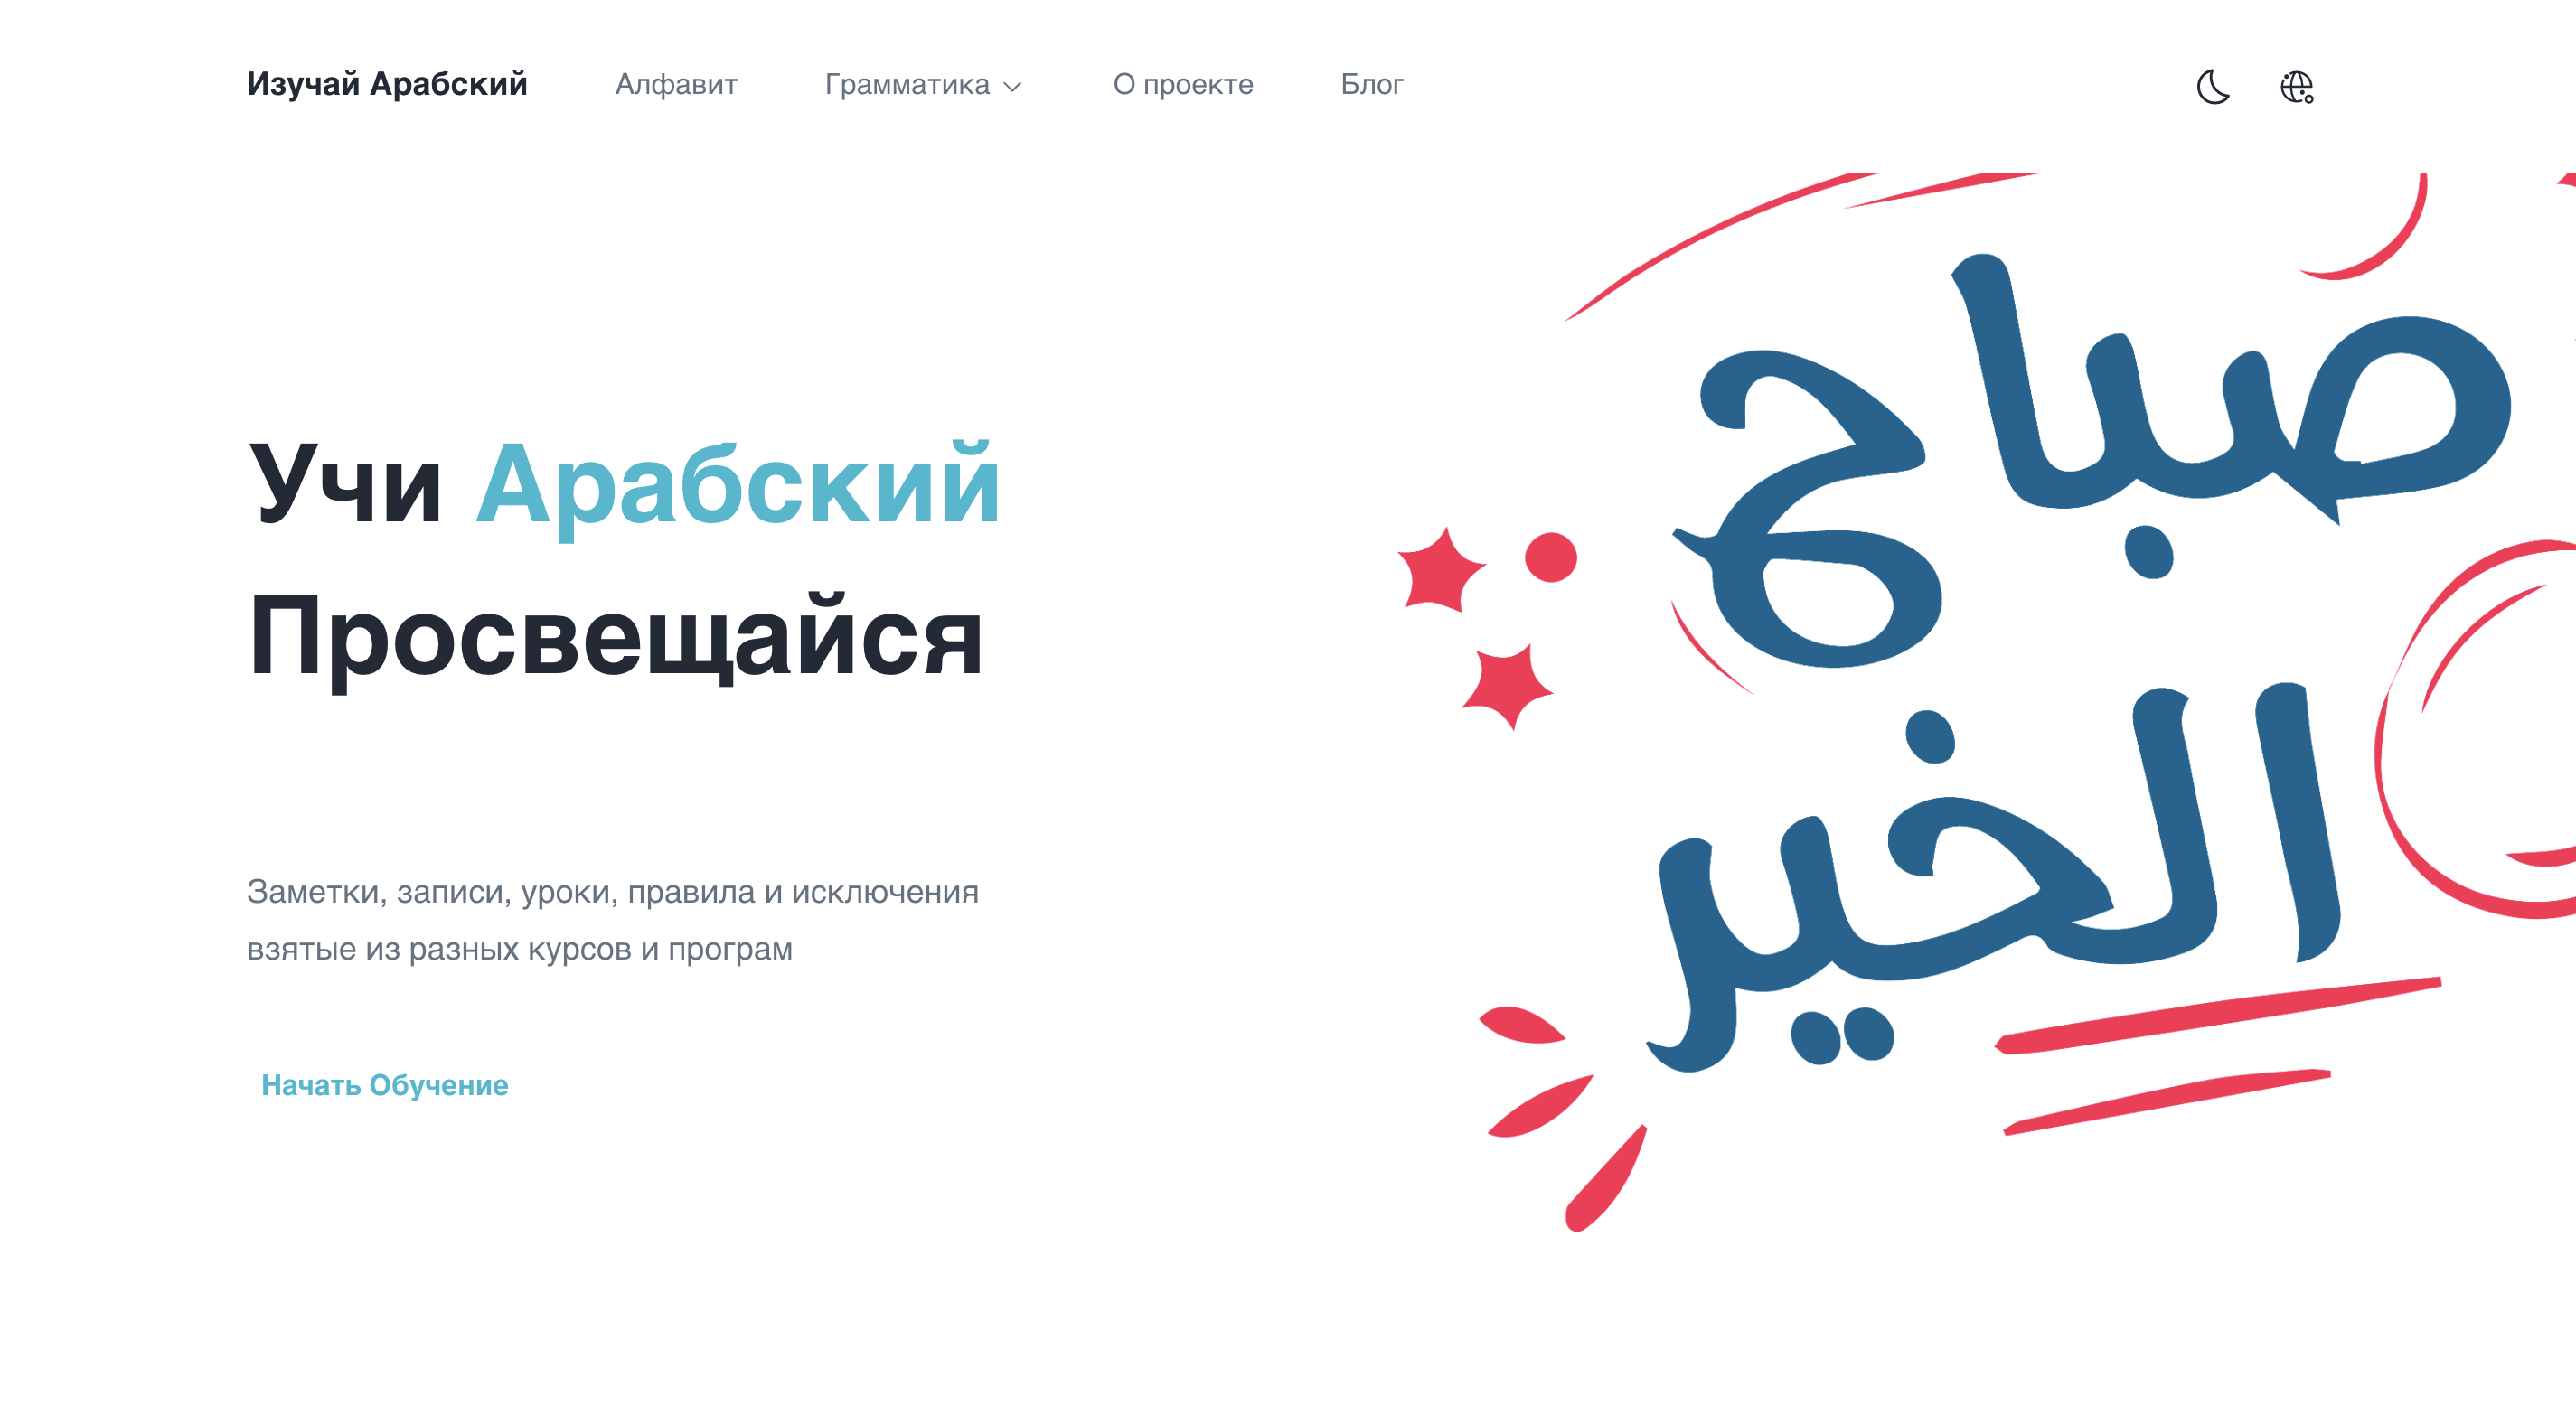 Изучай Арабский
Алфавит
Грамматика
О проекте
Блог
Учи Арабский
Просвещайся
Заметки, записи, уроки, правила и исключения
взятые из разных курсов и програм
Начать Обучение
صباح
الخير